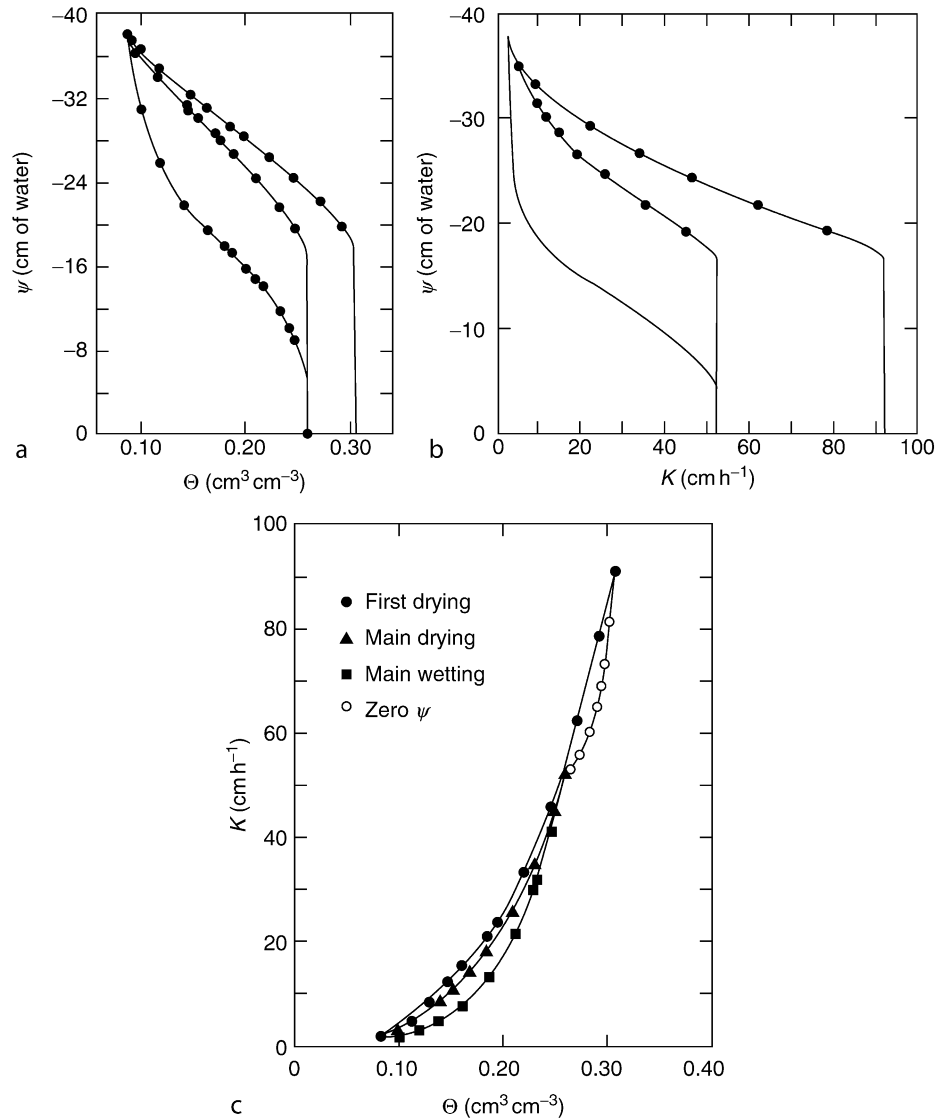 −40
−32
−24
−16
−8
0
ψ (cm of water)
0.10
0.20
0.30
Θ (cm³ cm⁻³)
a
−40
−30
−20
−10
0
ψ (cm of water)
0
20
40
60
80
100
K (cm h⁻¹)
b
100
80
60
40
20
0
K (cm h⁻¹)
First drying
Main drying
Main wetting
Zero ψ
0
0.10
0.20
0.30
0.40
Θ (cm³ cm⁻³)
c